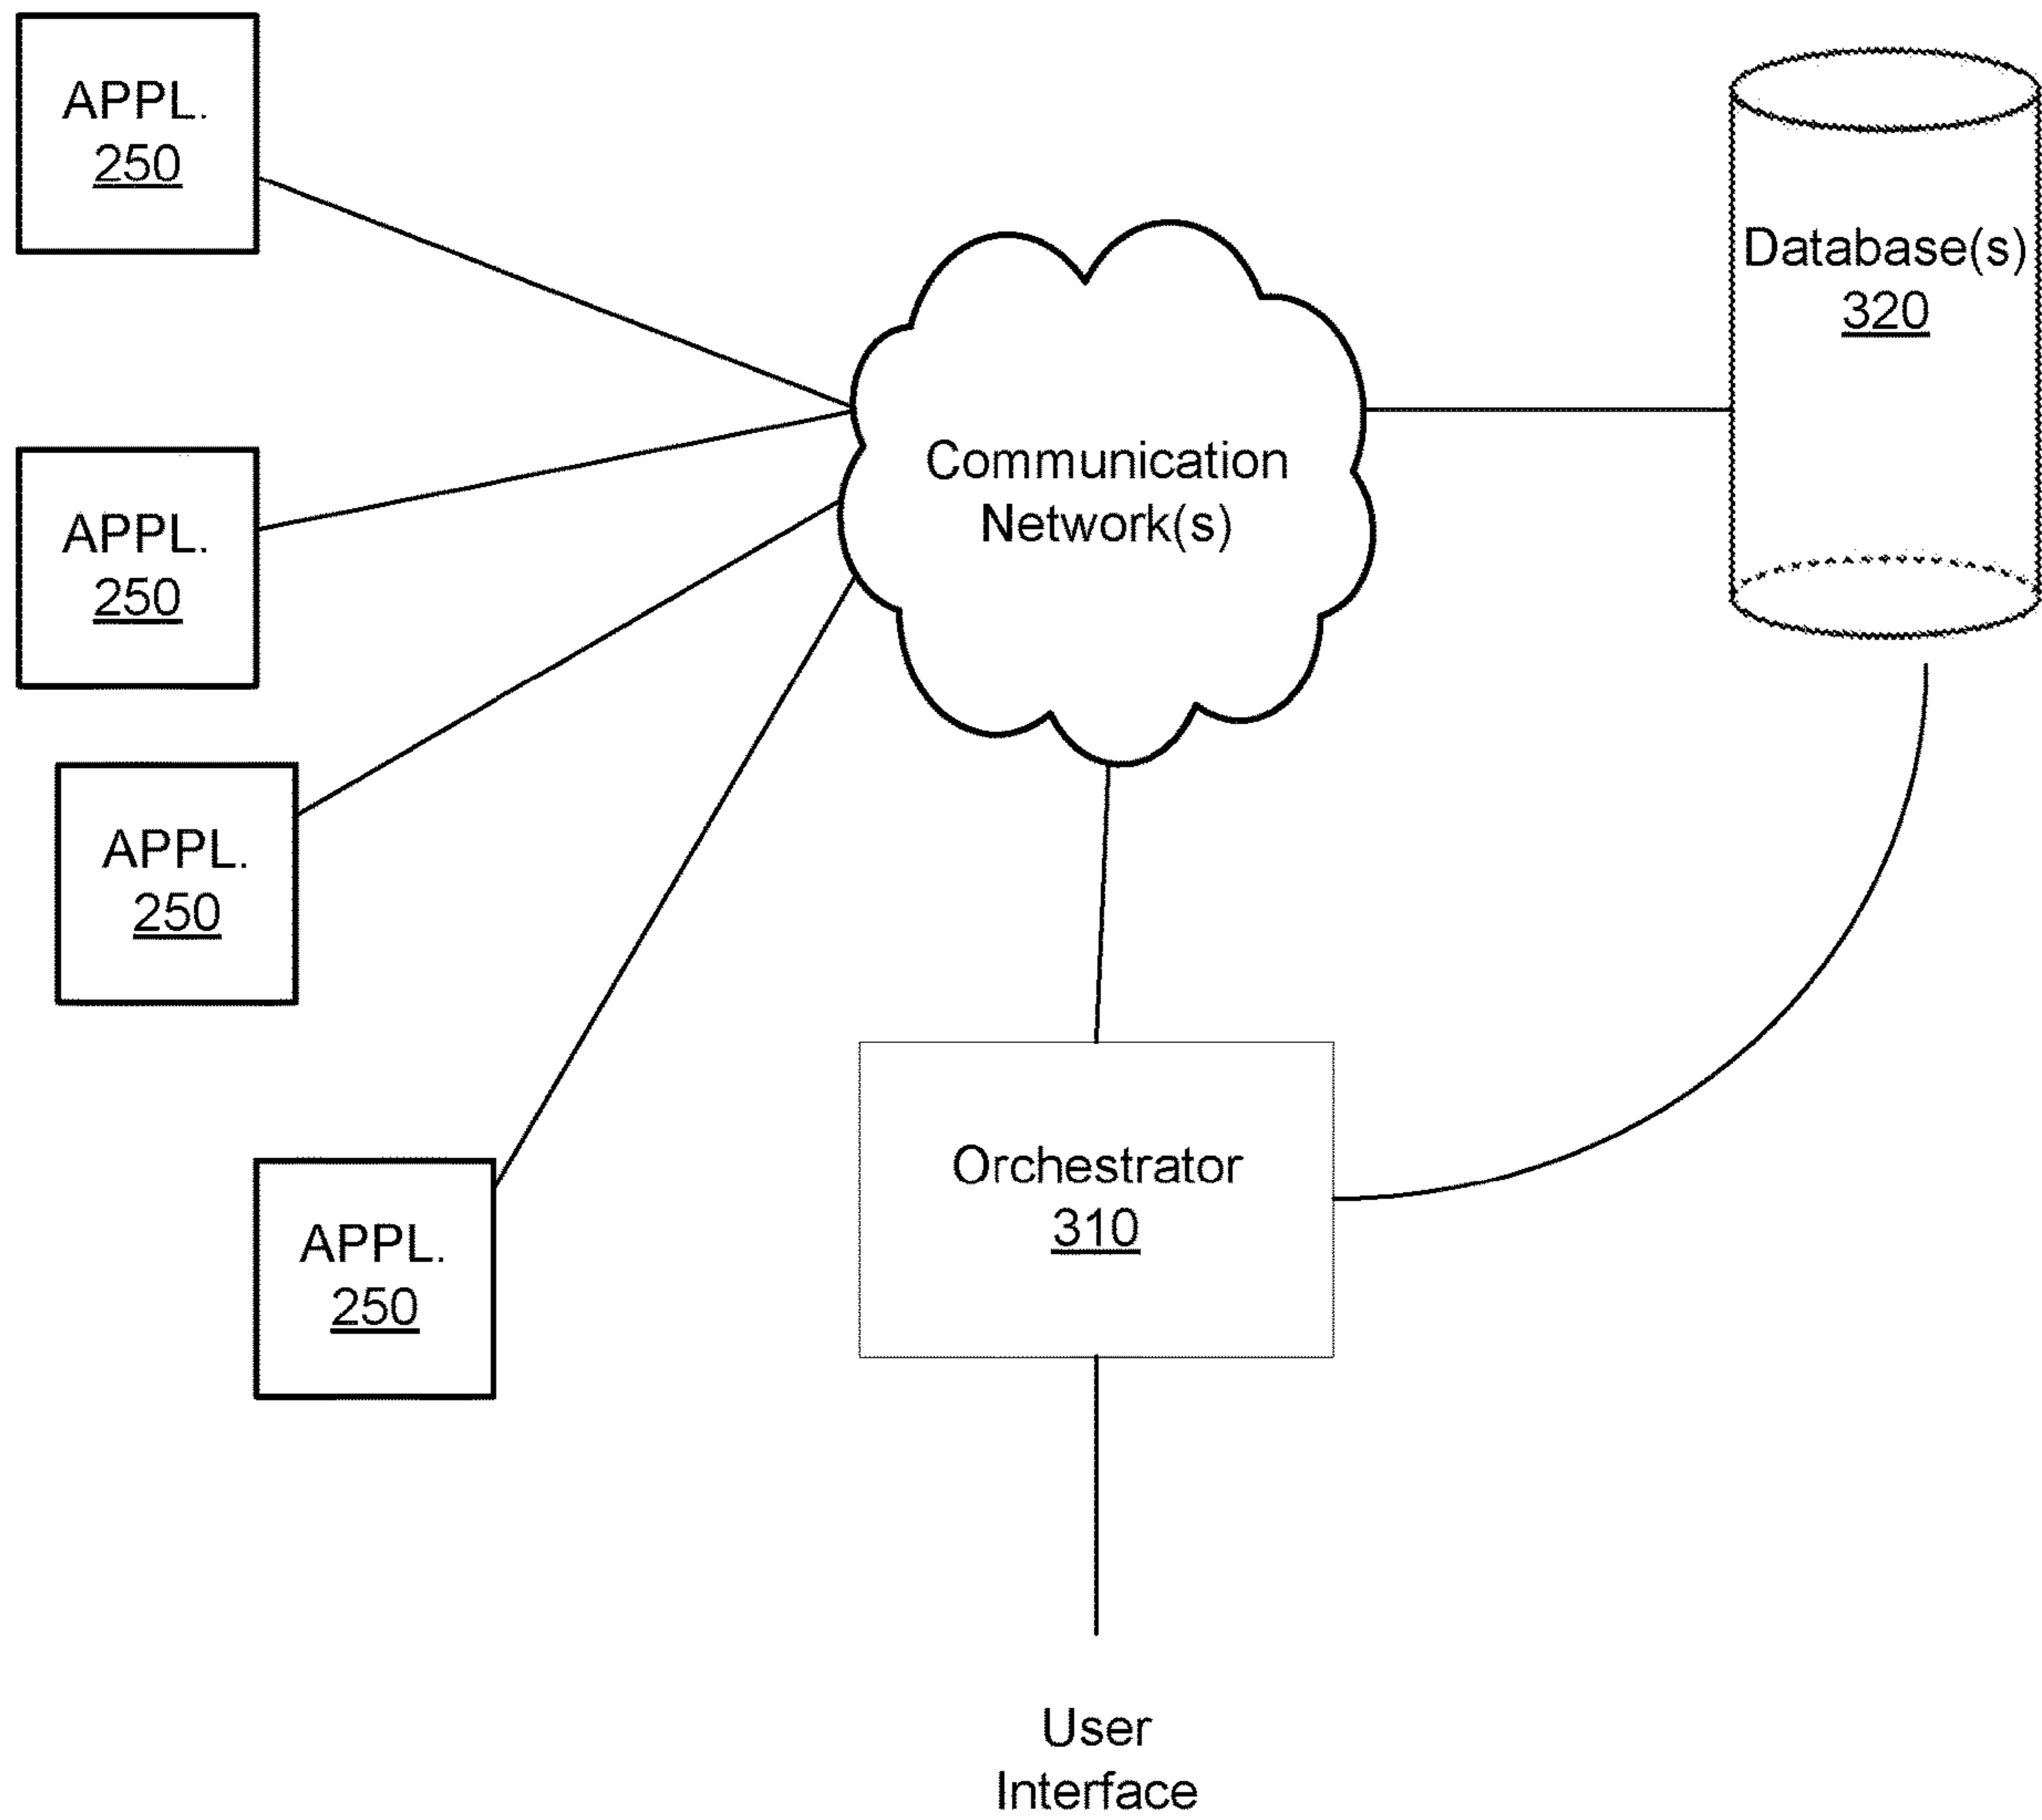 APPL.
250
Database(s)
320
Communication
Network(s)
APPL.
250
APPL.
250
Orchestrator
310
APPL.
250
User
Interface